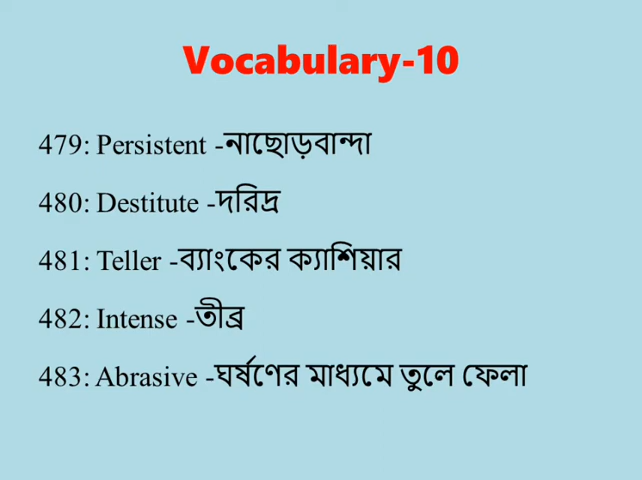 Vocabulary-10
479: Persistent -নাছোড়বান্দা
480: Destitute -দরিদ্র
481: Teller -ব্যাংকের ক্যাশিয়ার
482: Intense -তীব্র
483: Abrasive -ঘর্ষণের মাধ্যমে তুলে ফেলা